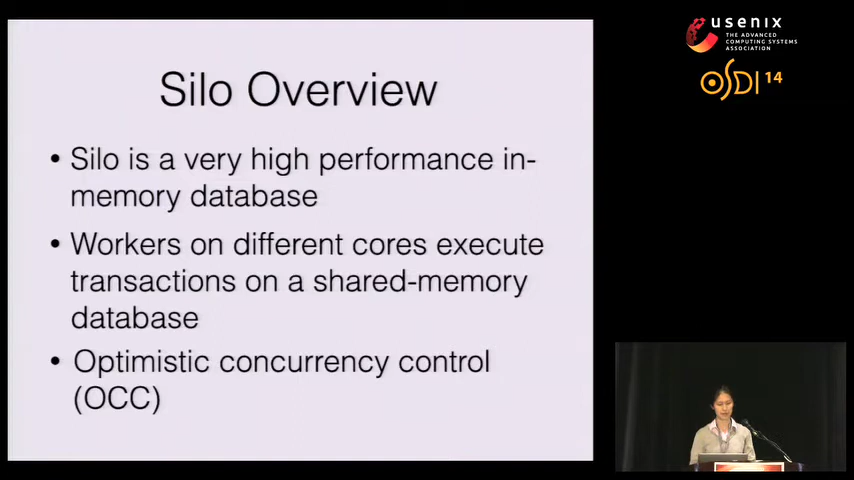 Silo Overview
• Silo is a very high performance in-
memory database
• Workers on different cores execute
transactions on a shared-memory
database
• Optimistic concurrency control
(OCC)
usenix
THE ADVANCED
COMPUTING SYSTEMS
ASSOCIATION
OSDI 14